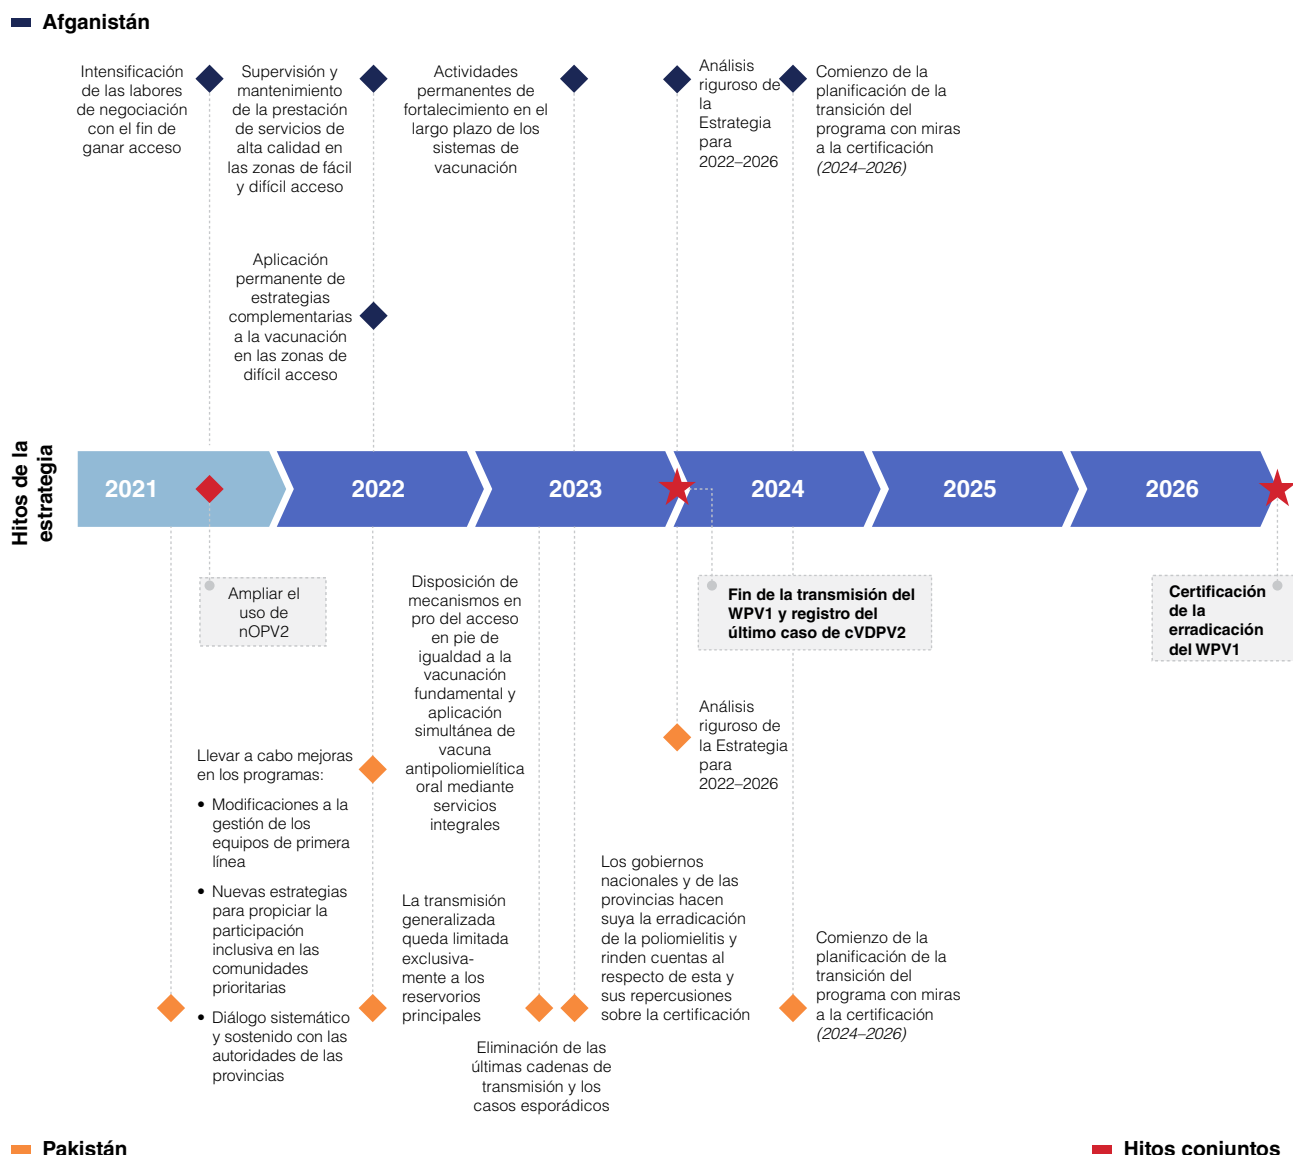 Afganistán
Intensificación
de las labores
de negociación
con el fin de
ganar acceso
Supervisión y
mantenimiento
de la prestación
de servicios de
alta calidad en
las zonas de fácil
y difícil acceso
Actividades
permanentes de
fortalecimiento en el
largo plazo de los
sistemas de
vacunación
Análisis
riguroso de
la
Estrategia
para
2022–2026
Comienzo de la
planificación de la
transición del
programa con miras
a la certificación
(2024–2026)
Aplicación
permanente de
estrategias
complementarias
a la vacunación
en las zonas de
difícil acceso
Hitos de la
estrategia
2021
2022
2023
2024
2025
2026
Ampliar el
uso de
nOPV2
Fin de la transmisión del
WPV1 y registro del
último caso de cVDPV2
Certificación
de la
erradicación
del WPV1
Disposición de
mecanismos en
pro del acceso
en pie de
igualdad a la
vacunación
fundamental y
aplicación
simultánea de
vacuna
antipoliomielítica
oral mediante
servicios
integrales
Análisis
riguroso de
la Estrategia
para
2022–2026
Llevar a cabo mejoras
en los programas:
• Modificaciones a la
gestión de los
equipos de primera
línea
• Nuevas estrategias
para propiciar la
participación
inclusiva en las
comunidades
prioritarias
• Diálogo sistemático
y sostenido con las
autoridades de las
provincias
La transmisión
generalizada
queda limitada
exclusiva-
mente a los
reservorios
principales
Los gobiernos
nacionales y de las
provincias hacen
suya la erradicación
de la poliomielitis y
rinden cuentas al
respecto de esta y
sus repercusiones
sobre la certificación
Comienzo de la
planificación de la
transición del
programa con miras
a la certificación
(2024–2026)
Eliminación de las
últimas cadenas de
transmisión y los
casos esporádicos
Pakistán
Hitos conjuntos